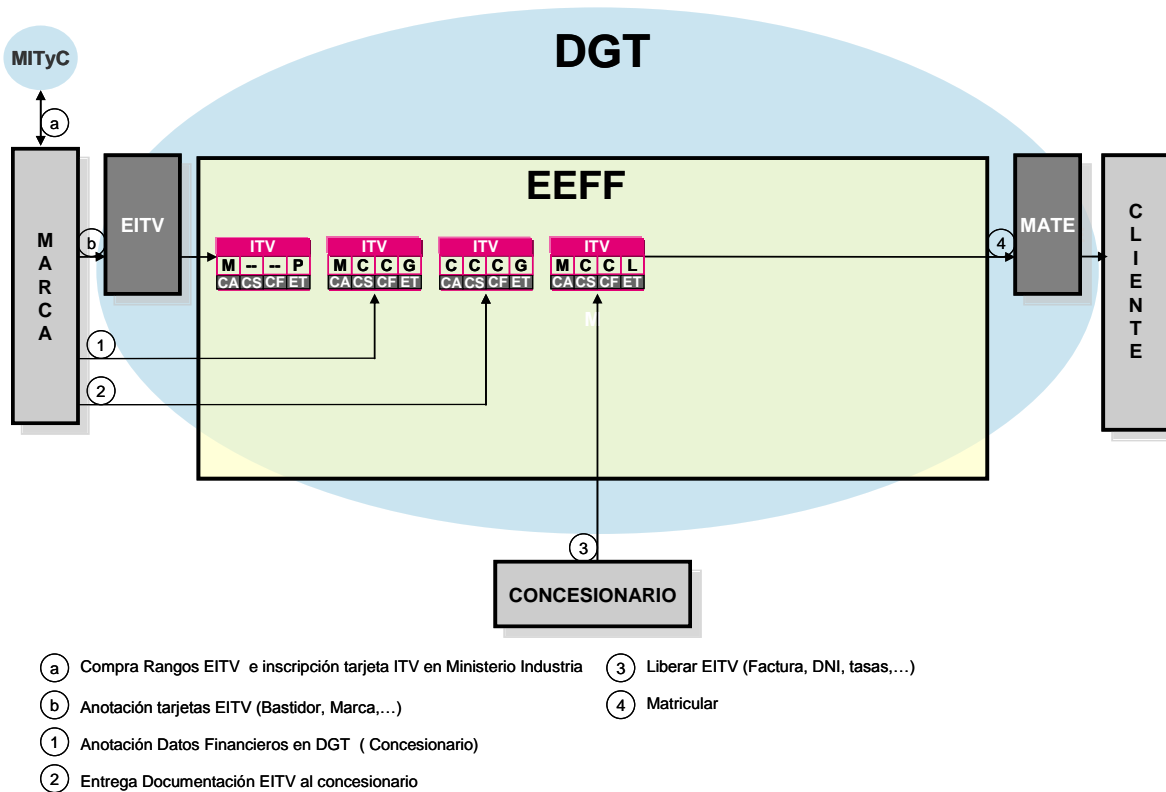 DGT
MITyC
a
MARCA
EITV
b
EEFF
ITV
M -- -- P
CA CS CF ET
ITV
M C C G
CA CS CF ET
ITV
C C C G
CA CS CF ET
ITV
M C C L
CA CS CF ET
M
4
MATE
CLIENTE
1
2
3
CONCESIONARIO
a Compra Rangos EITV e inscripción tarjeta ITV en Ministerio Industria
b Anotación tarjetas EITV (Bastidor, Marca,...)
1 Anotación Datos Financieros en DGT ( Concesionario)
2 Entrega Documentación EITV al concesionario
3 Liberar EITV (Factura, DNI, tasas,...)
4 Matricular